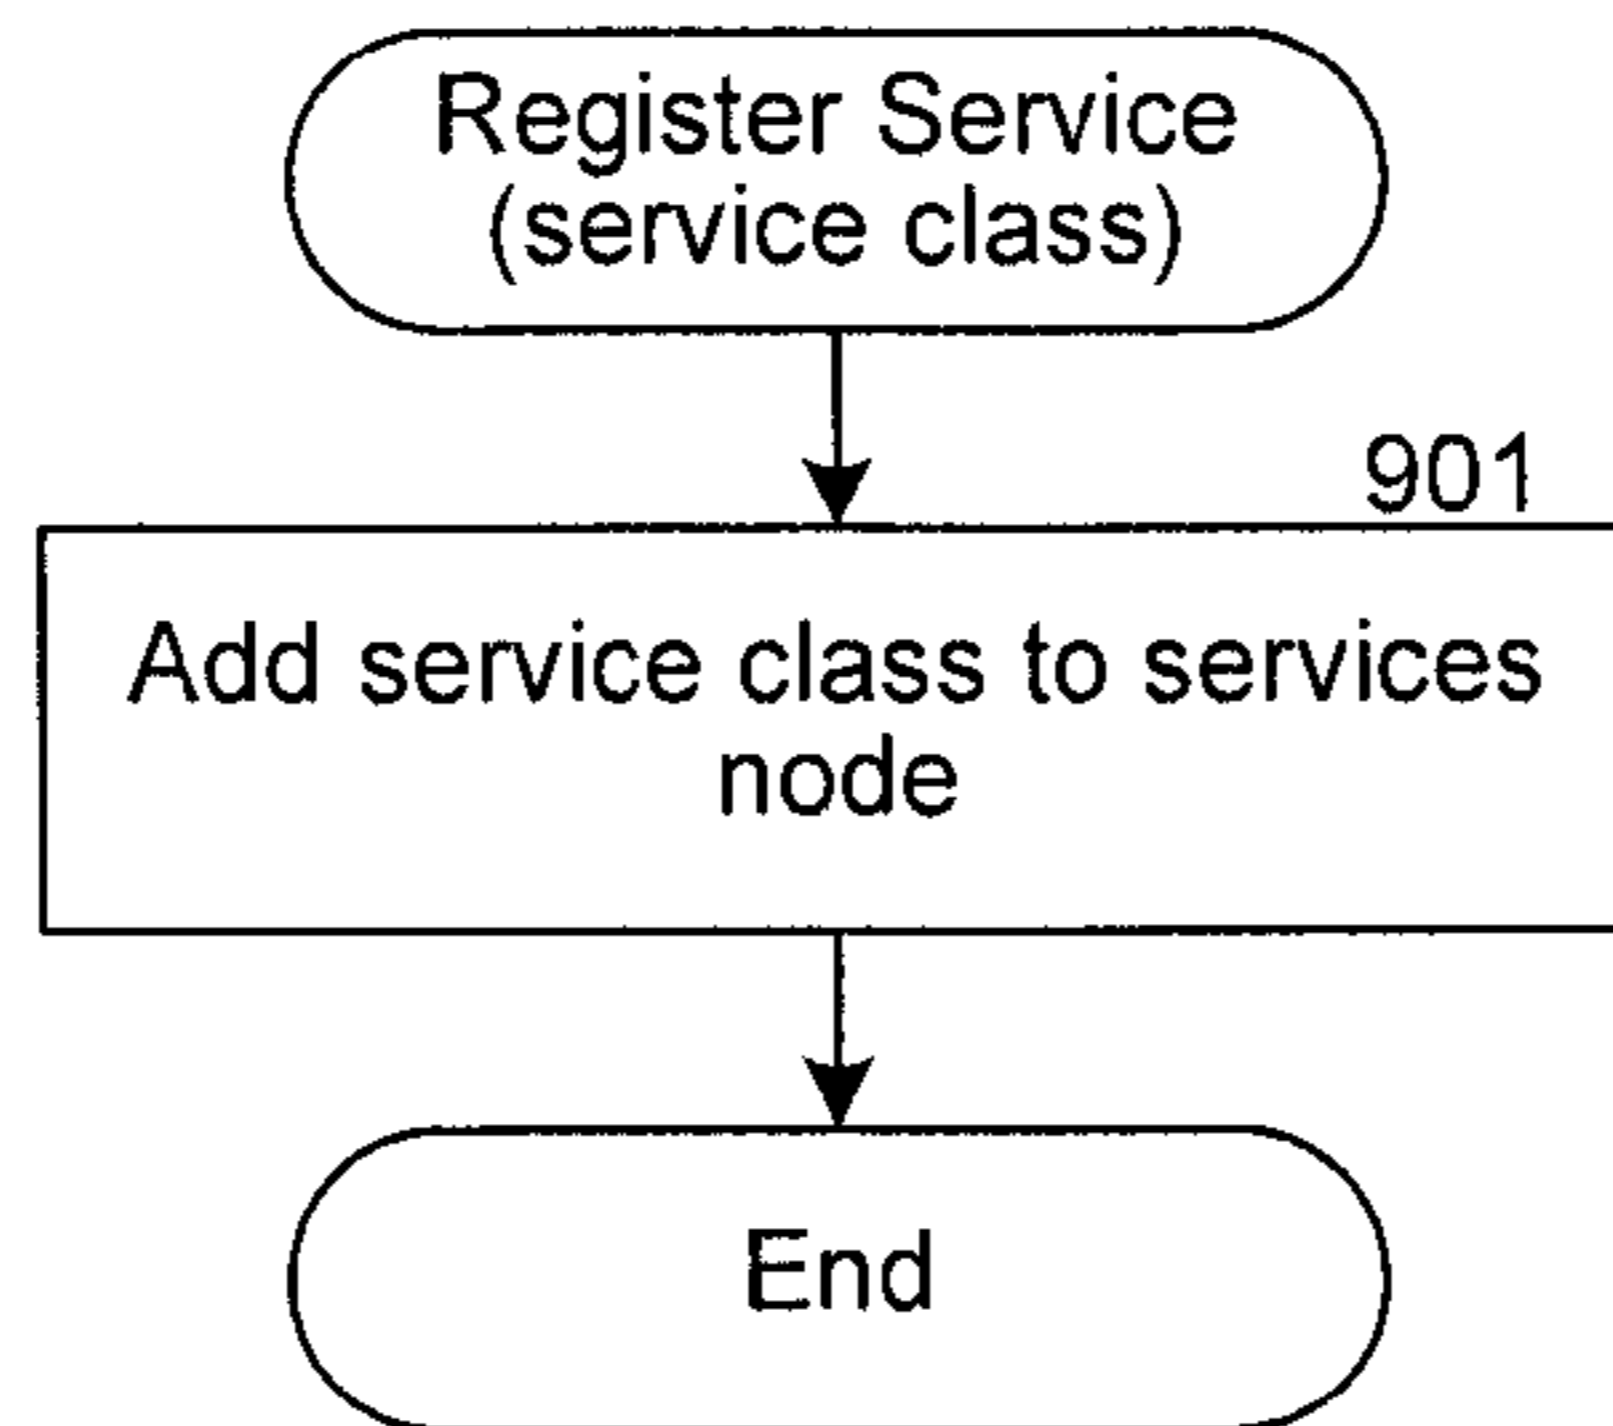 Register Service
(service class)
901
Add service class to services
node
End